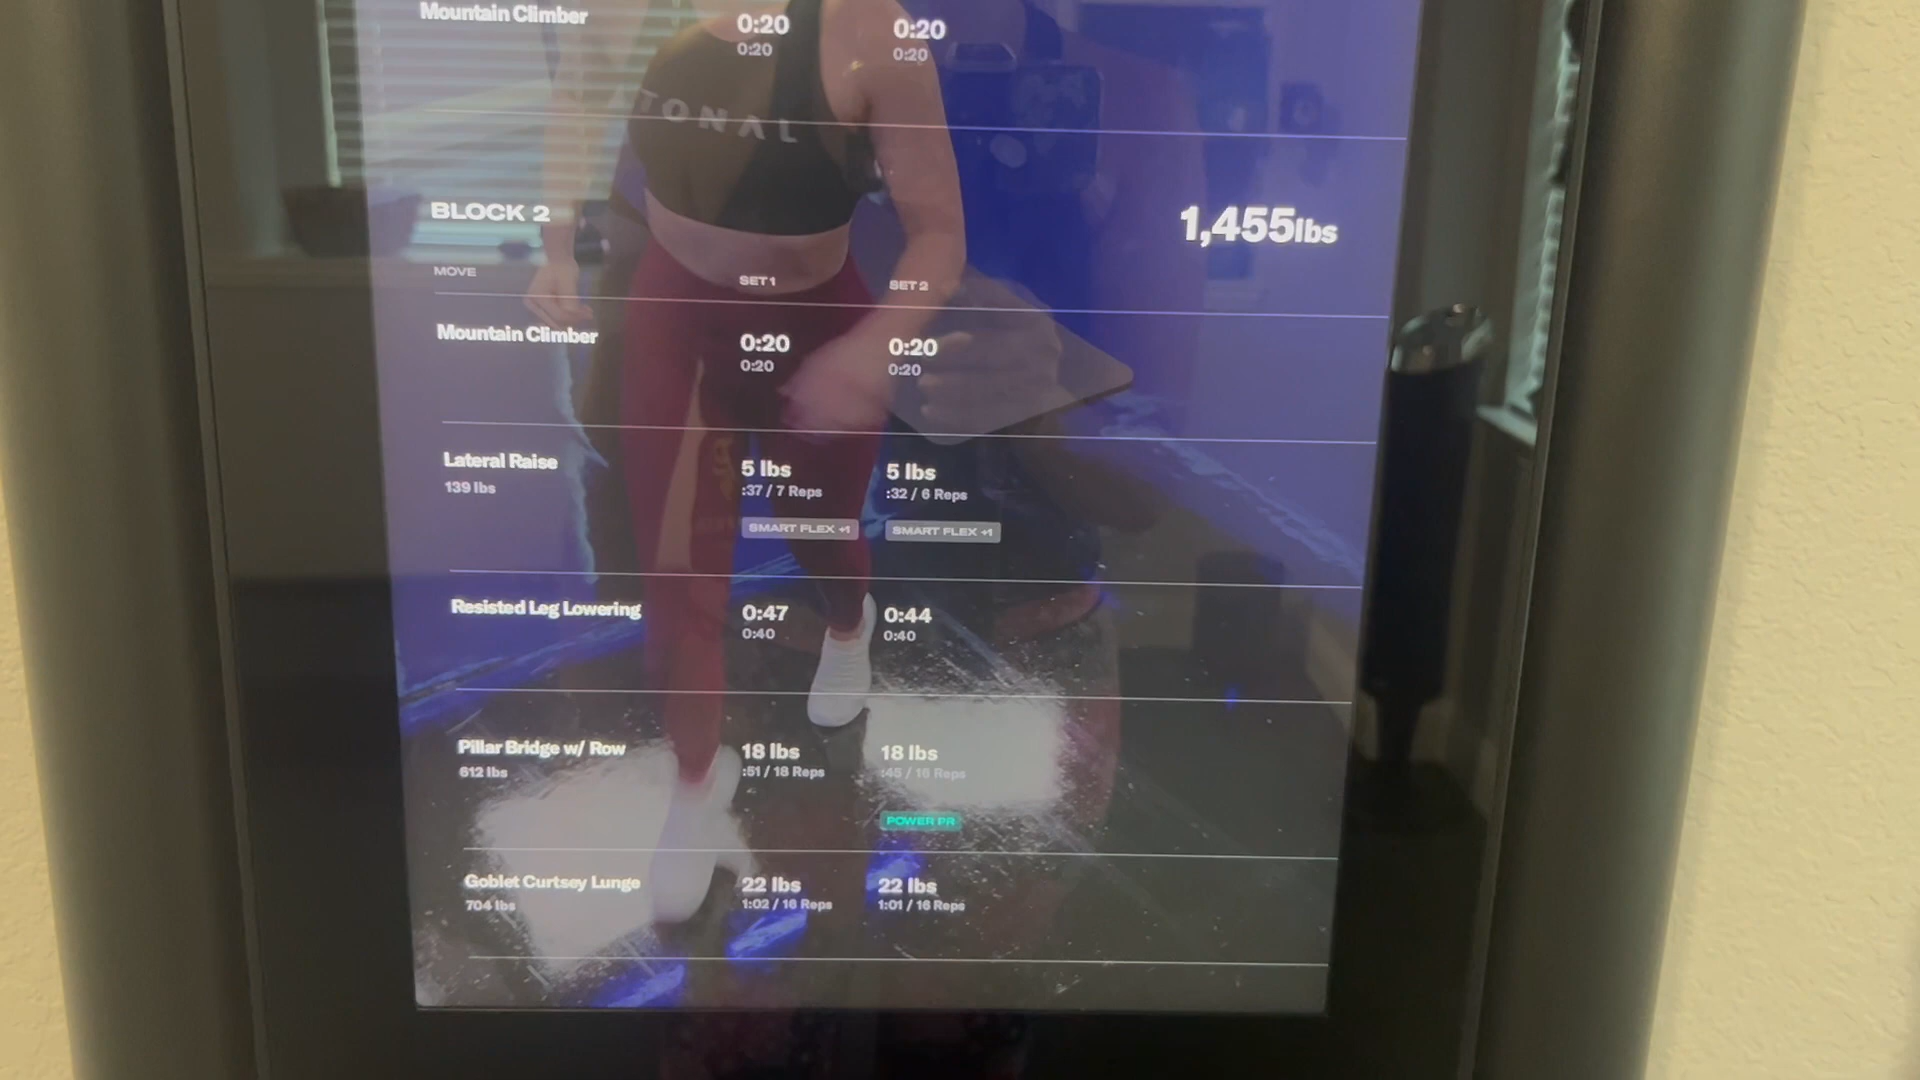 Mountain Climber 0:20 0:20
0:20 0:20
TONAL
BLOCK 2 1,455lbs
MOVE SET 1 SET 2
Mountain Climber 0:20 0:20
0:20 0:20
Lateral Raise 5 lbs 5 lbs
139 lbs :37 / 7 Reps :32 / 6 Reps
SMART FLEX +1 SMART FLEX +1
Resisted Leg Lowering 0:47 0:44
0:40 0:40
Pillar Bridge w/ Row 18 lbs 18 lbs
612 lbs :51 / 18 Reps :45 / 16 Reps
POWER PR
Goblet Curtsey Lunge 22 lbs 22 lbs
704 lbs 1:02 / 16 Reps 1:01 / 16 Reps